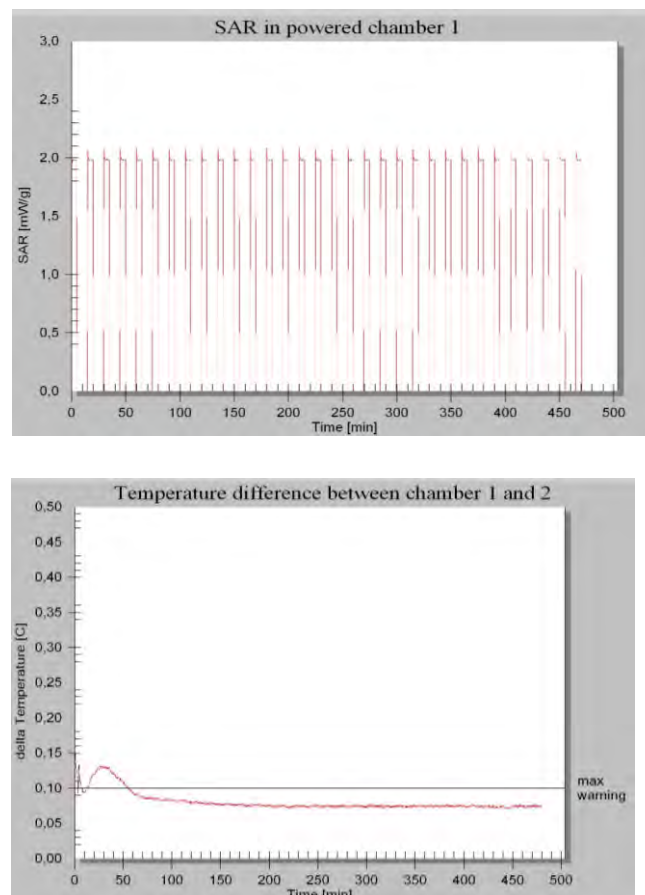 SAR in powered chamber 1
3,0
2,5
2,0
1,5
1,0
0,5
0,0
SAR [mW/g]
0 50 100 150 200 250 300 350 400 450 500
Time [min]
Temperature difference between chamber 1 and 2
0,50
0,45
0,40
0,35
0,30
0,25
0,20
0,15
0,10
0,05
0,00
delta Temperature [C]
max
warning
0 50 100 150 200 250 300 350 400 450 500
Time [min]